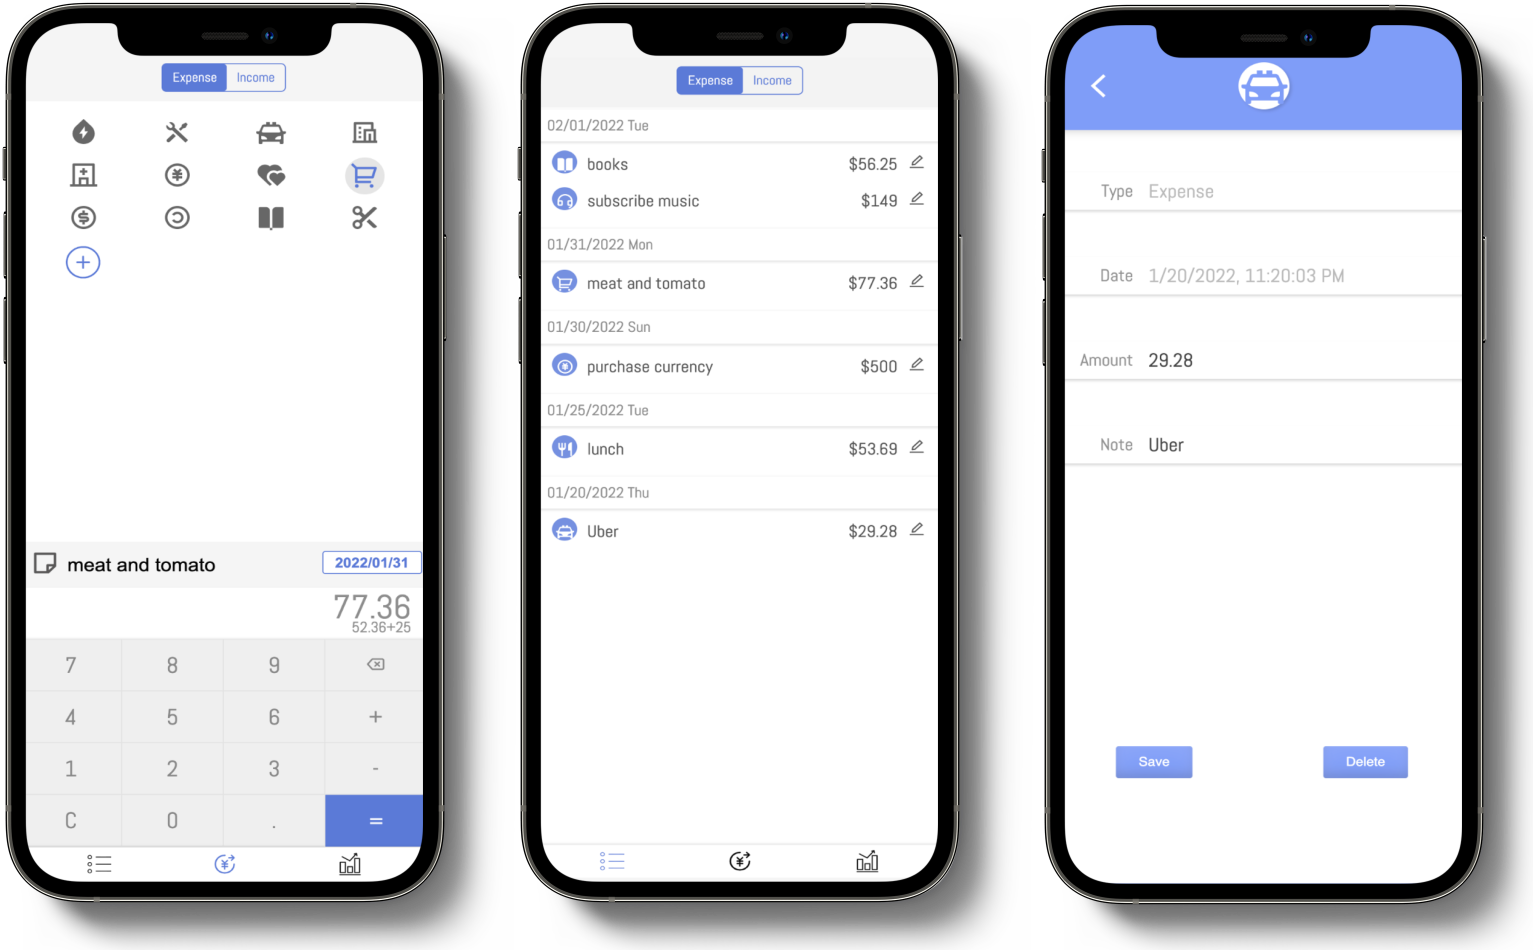 Expense Income
meat and tomato 2022/01/31
77.36
52.36+25
7 8 9
4 5 6 +
1 2 3 -
C 0 . =
Expense Income
02/01/2022 Tue
books $56.25
subscribe music $149
01/31/2022 Mon
meat and tomato $77.36
01/30/2022 Sun
purchase currency $500
01/25/2022 Tue
lunch $53.69
01/20/2022 Thu
Uber $29.28
Type Expense
Date 1/20/2022, 11:20:03 PM
Amount 29.28
Note Uber
Save Delete